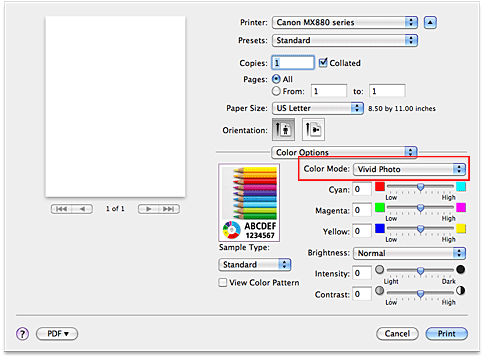 Printer: Canon MX880 series
Presets: Standard
Copies: 1 Collated
Pages: All
From: 1 to: 1
Paper Size: US Letter 8.50 by 11.00 inches
Orientation:
Color Options
Color Mode: Vivid Photo
1 of 1
Cyan: 0 Low High
Magenta: 0 Low High
Yellow: 0 Low High
ABCDEF
1234567
Sample Type:
Standard
View Color Pattern
Brightness: Normal
Intensity: 0 Light Dark
Contrast: 0 Low High
? PDF Cancel Print